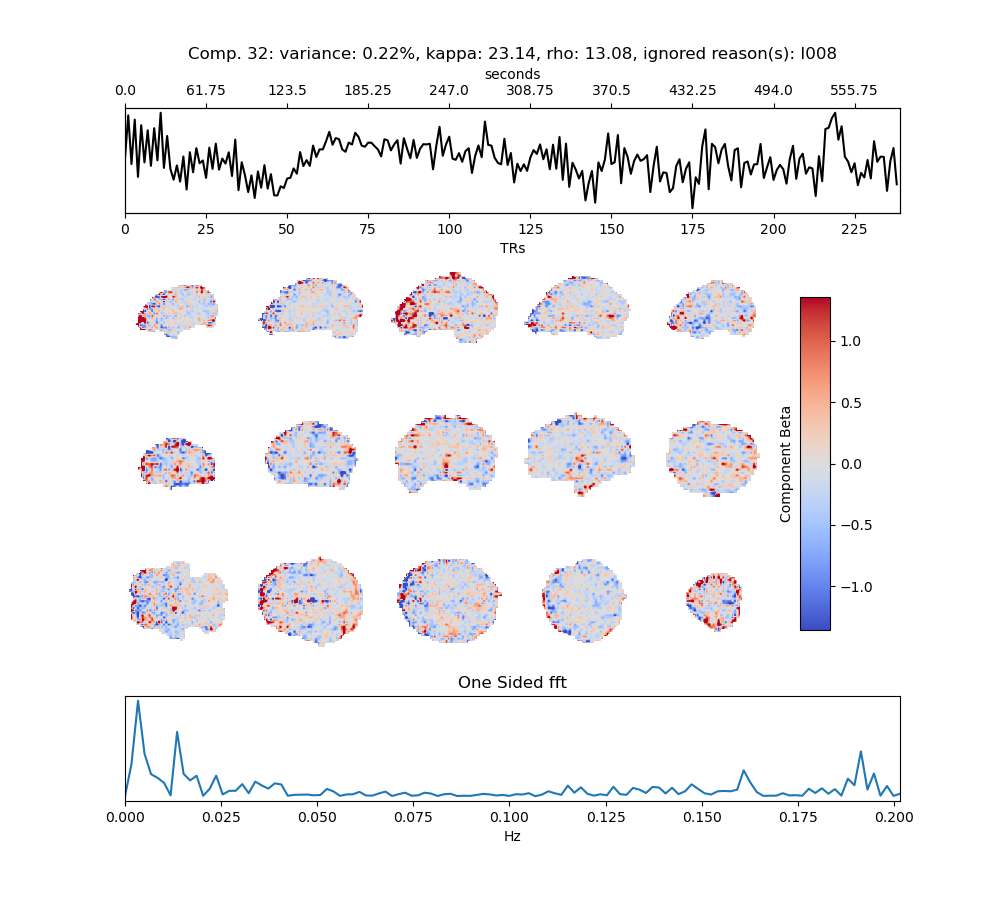 Comp. 32: variance: 0.22%, kappa: 23.14, rho: 13.08, ignored reason(s): I008
seconds
0.0 61.75 123.5 185.25 247.0 308.75 370.5 432.25 494.0 555.75
0 25 50 75 100 125 150 175 200 225
TRs
1.0
0.5
0.0
−0.5
−1.0
Component Beta
One Sided fft
0.000 0.025 0.050 0.075 0.100 0.125 0.150 0.175 0.200
Hz